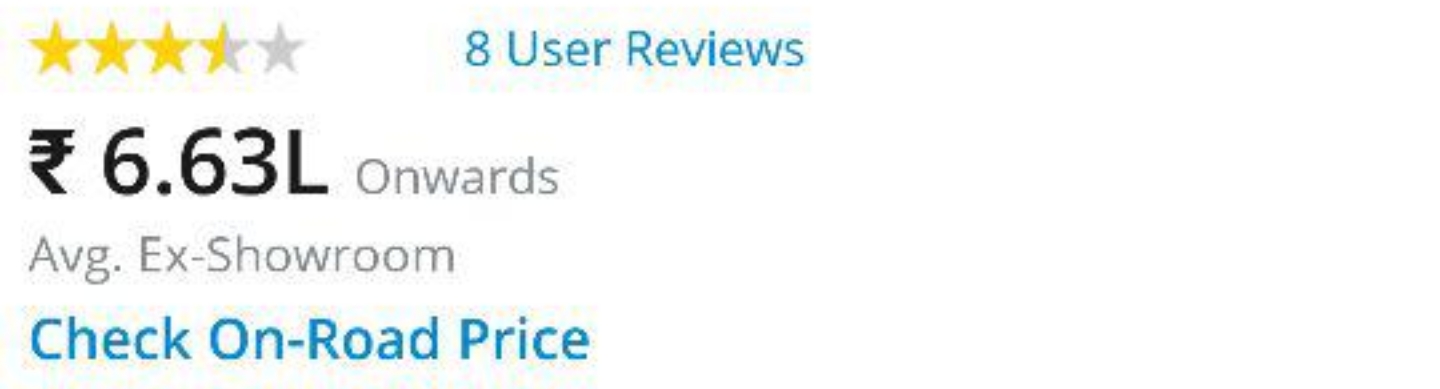 8 User Reviews
₹ 6.63L Onwards
Avg. Ex-Showroom
Check On-Road Price